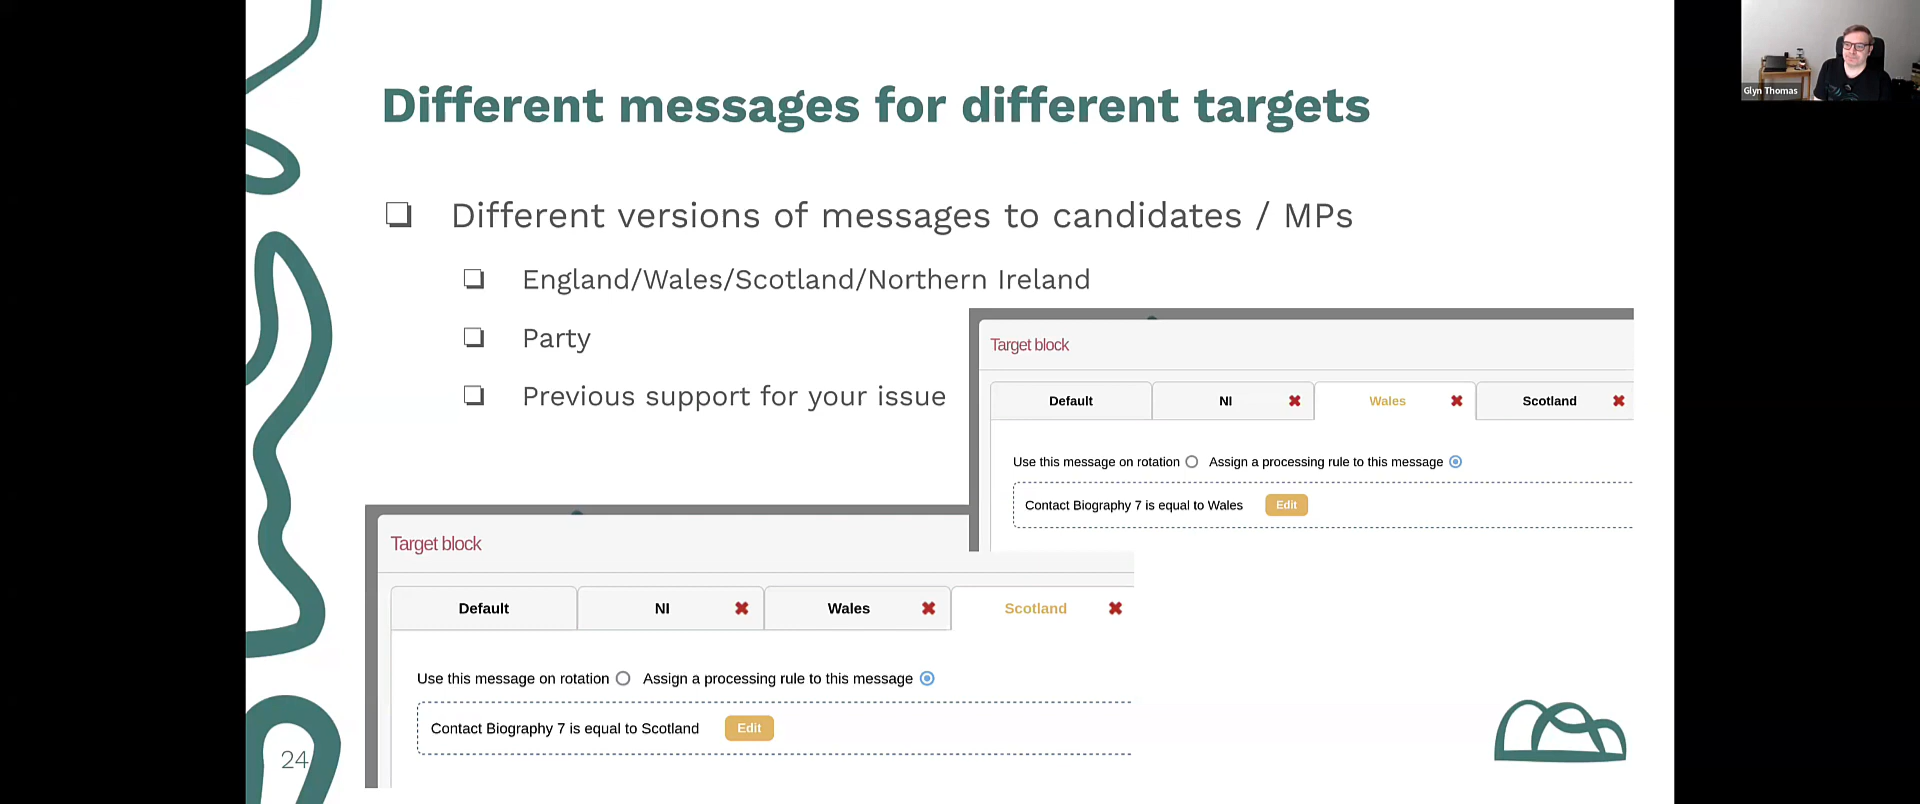 Different messages for different targets
Different versions of messages to candidates / MPs
England/Wales/Scotland/Northern Ireland
Party
Previous support for your issue
Target block
Default NI Wales Scotland
Use this message on rotation Assign a processing rule to this message
Contact Biography 7 is equal to Wales Edit
Target block
Default NI Wales Scotland
Use this message on rotation Assign a processing rule to this message
Contact Biography 7 is equal to Scotland Edit
24
Glyn Thomas